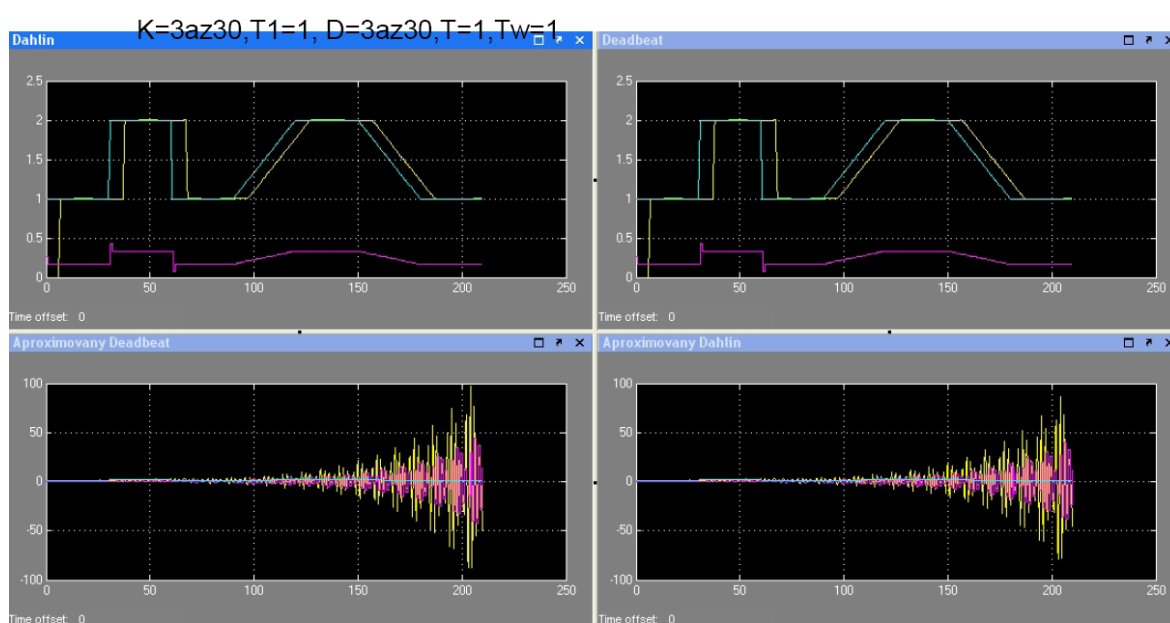 K=3az30,T1=1, D=3az30,T=1,Tw=1
Dahlin
2.5
2
1.5
1
0.5
0
0 50 100 150 200 250
Time offset: 0
Deadbeat
2.5
2
1.5
1
0.5
0
0 50 100 150 200 250
Time offset: 0
Aproximovany Deadbeat
100
50
0
-50
-100
0 50 100 150 200 250
Time offset: 0
Aproximovany Dahlin
100
50
0
-50
-100
0 50 100 150 200 250
Time offset: 0